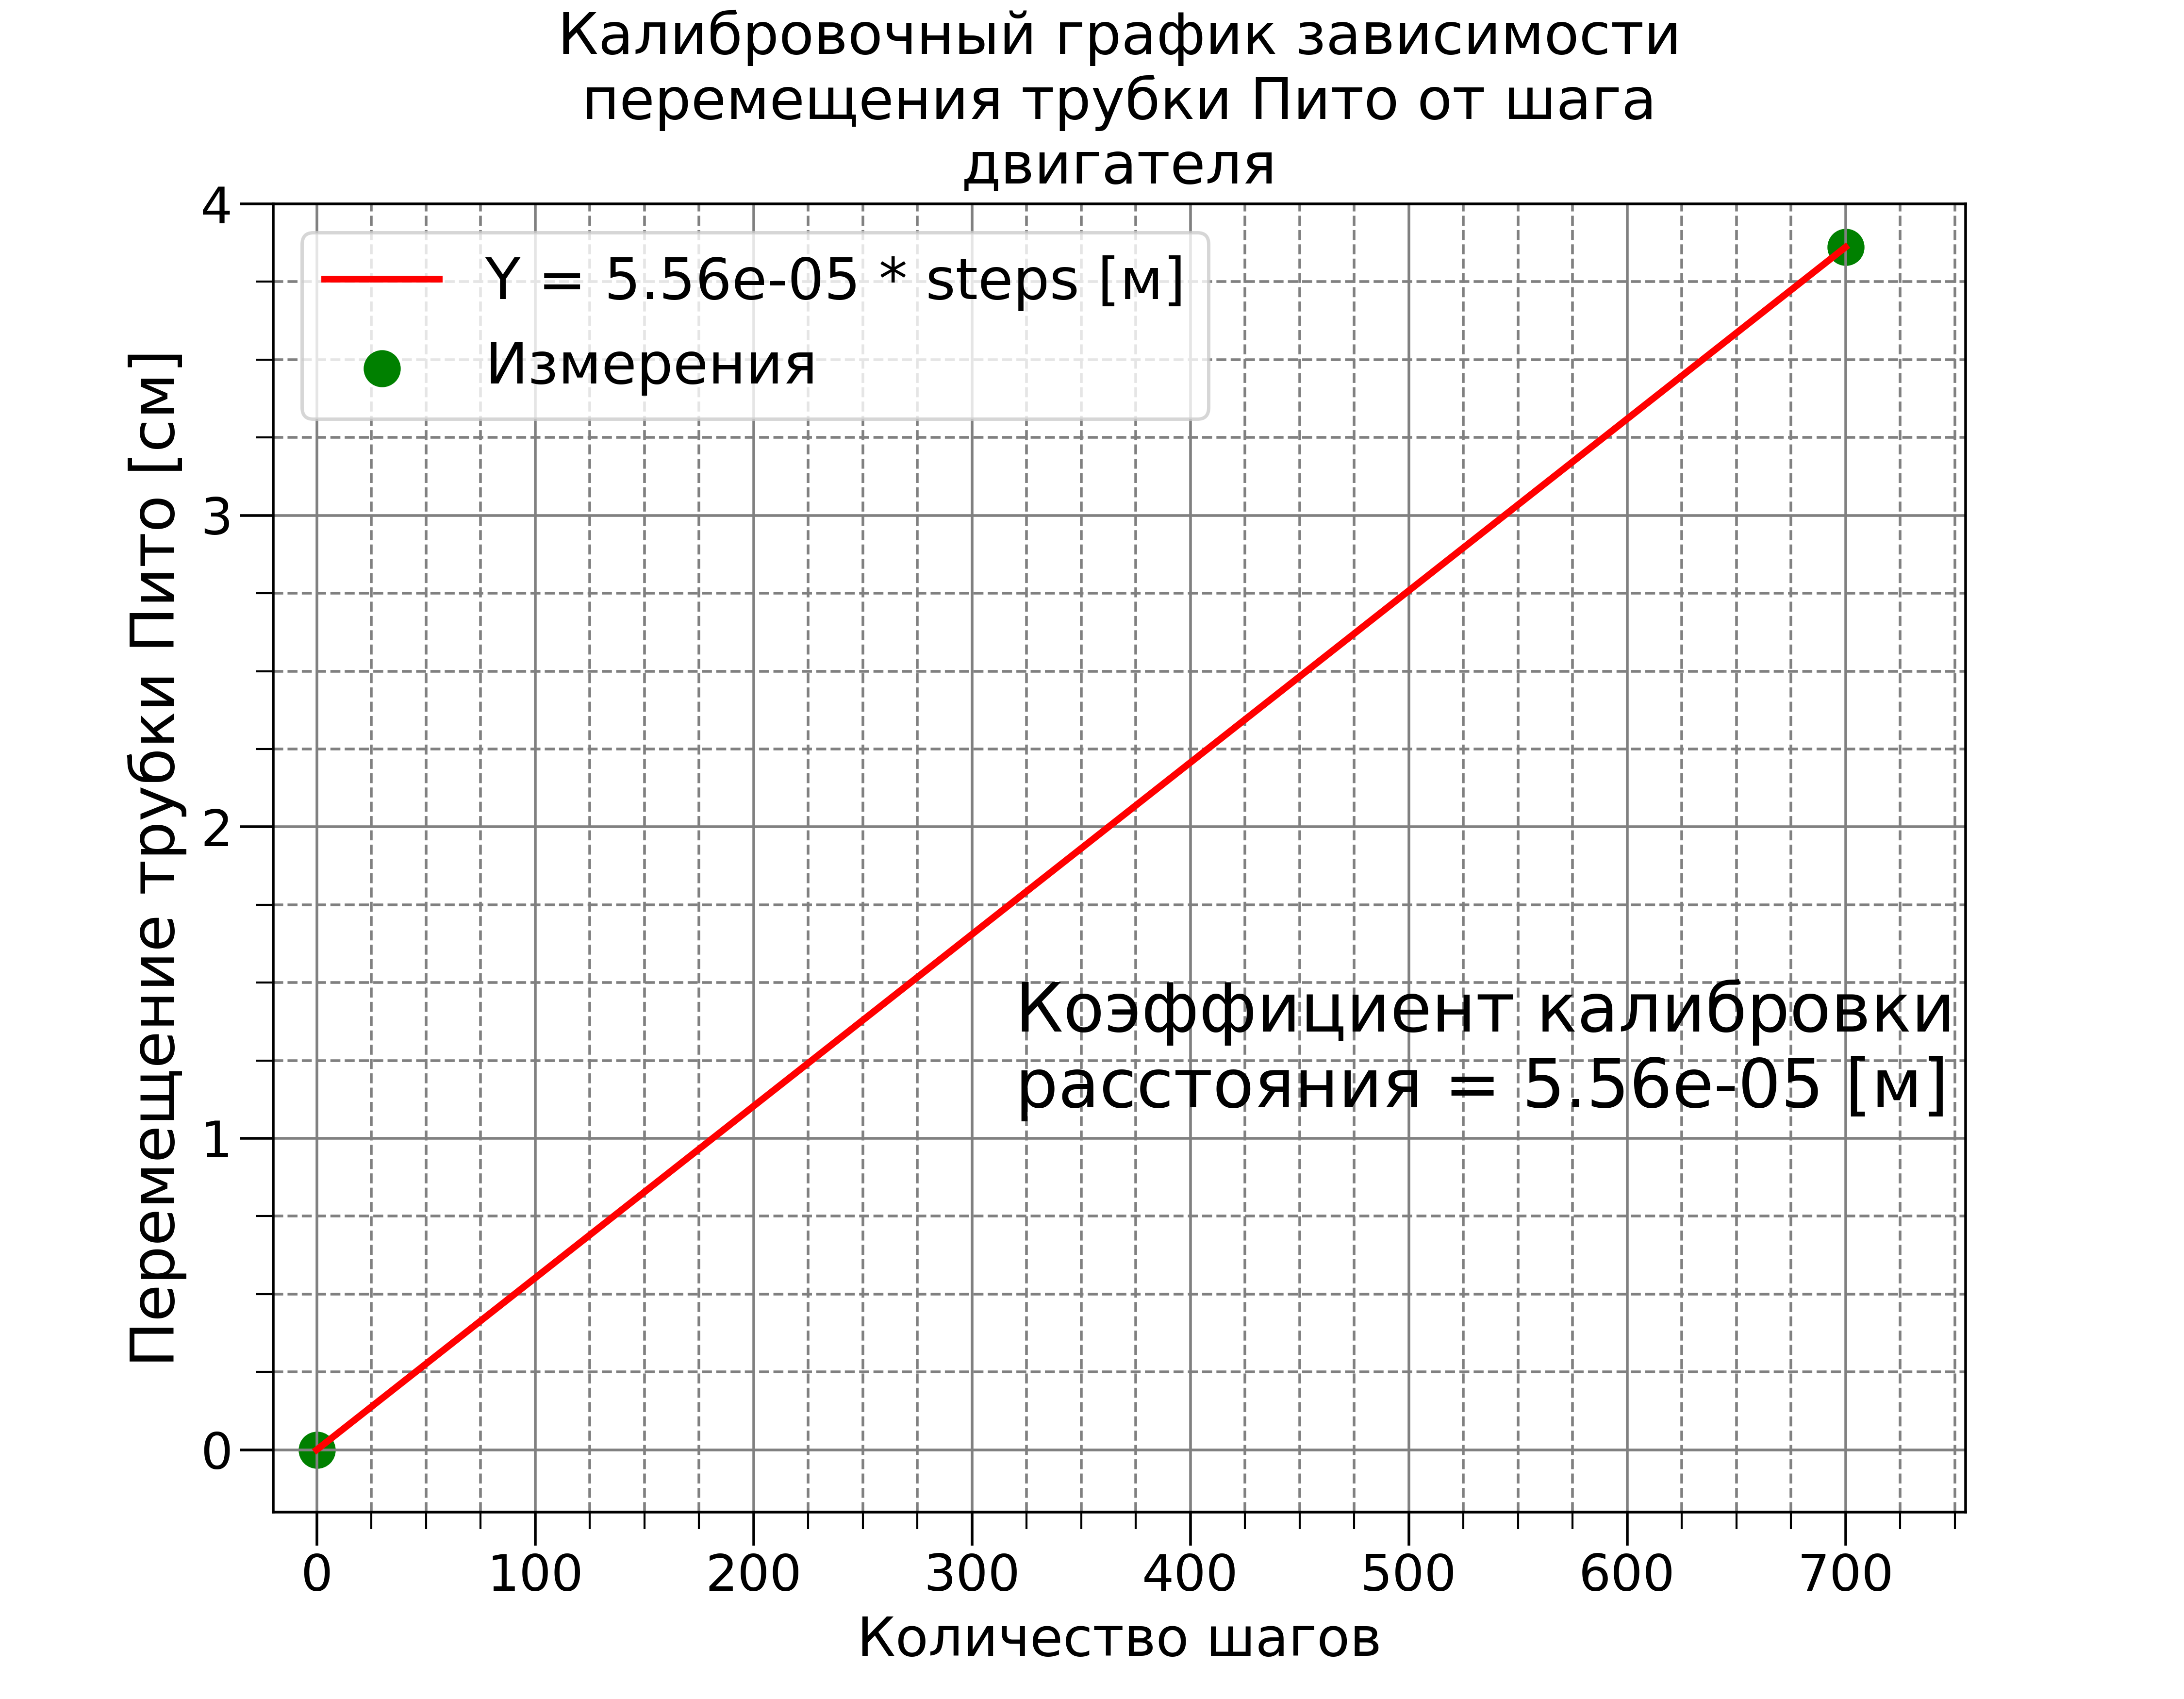 Калибровочный график зависимости
перемещения трубки Пито от шага
двигателя
Y = 5.56e-05 * steps [м]
Измерения
Перемещение трубки Пито [см]
4
3
2
1
0
Коэффициент калибровки
расстояния = 5.56e-05 [м]
0 100 200 300 400 500 600 700
Количество шагов